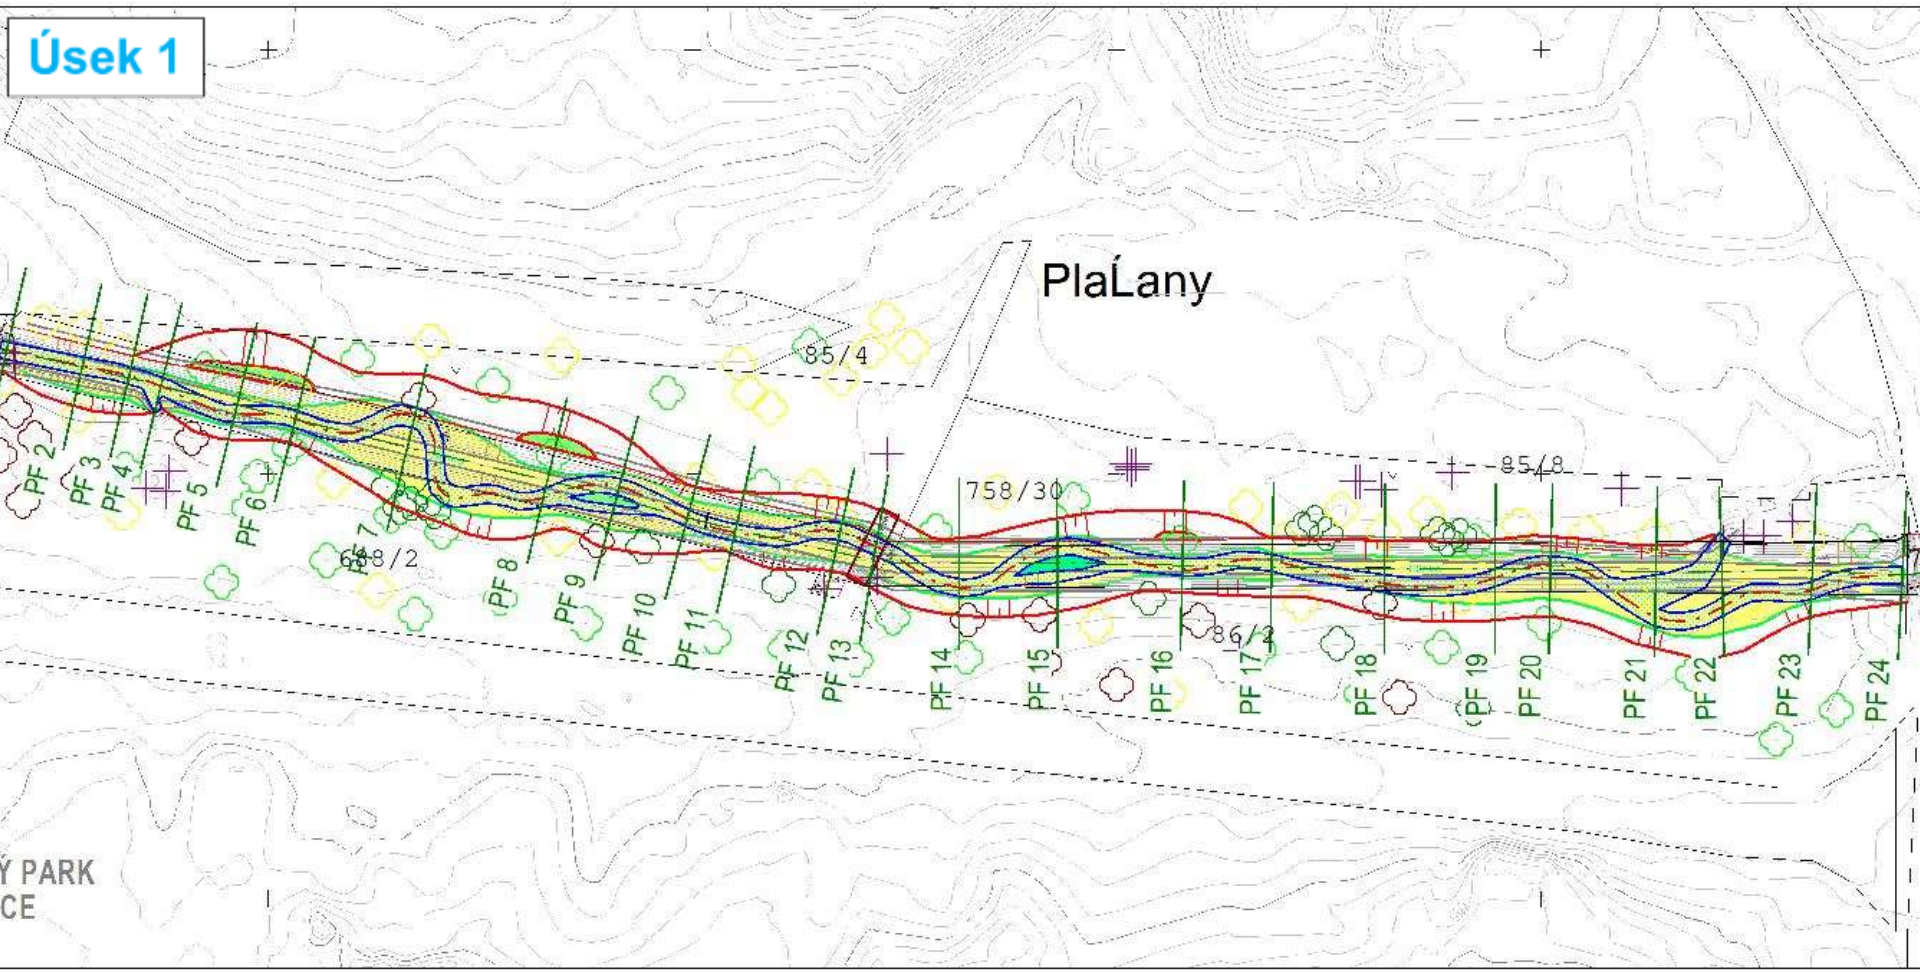 Úsek 1
PlaĹany
85/4
85/8
758/30
688/2
86/2
PF 2
PF 3
PF 4
PF 5
PF 6
PF 7
PF 8
PF 9
PF 10
PF 11
PF 12
PF 13
PF 14
PF 15
PF 16
PF 17
PF 18
PF 19
PF 20
PF 21
PF 22
PF 23
PF 24
Ý PARK
CE